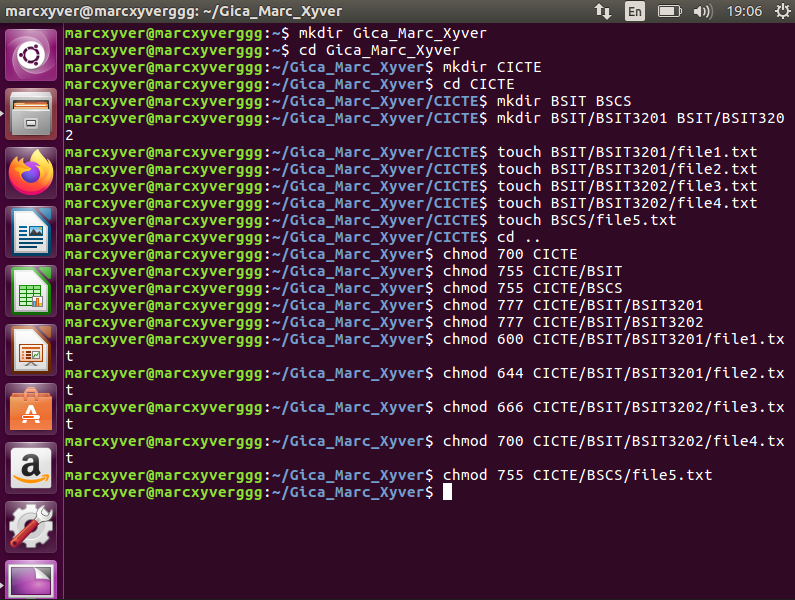 marcxyver@marcxyverggg: ~/Gica_Marc_Xyver
En
19:06
marcxyver@marcxyverggg:~$ mkdir Gica_Marc_Xyver
marcxyver@marcxyverggg:~$ cd Gica_Marc_Xyver
marcxyver@marcxyverggg:~/Gica_Marc_Xyver$ mkdir CICTE
marcxyver@marcxyverggg:~/Gica_Marc_Xyver$ cd CICTE
marcxyver@marcxyverggg:~/Gica_Marc_Xyver/CICTE$ mkdir BSIT BSCS
marcxyver@marcxyverggg:~/Gica_Marc_Xyver/CICTE$ mkdir BSIT/BSIT3201 BSIT/BSIT320
2
marcxyver@marcxyverggg:~/Gica_Marc_Xyver/CICTE$ touch BSIT/BSIT3201/file1.txt
marcxyver@marcxyverggg:~/Gica_Marc_Xyver/CICTE$ touch BSIT/BSIT3201/file2.txt
marcxyver@marcxyverggg:~/Gica_Marc_Xyver/CICTE$ touch BSIT/BSIT3202/file3.txt
marcxyver@marcxyverggg:~/Gica_Marc_Xyver/CICTE$ touch BSIT/BSIT3202/file4.txt
marcxyver@marcxyverggg:~/Gica_Marc_Xyver/CICTE$ touch BSCS/file5.txt
marcxyver@marcxyverggg:~/Gica_Marc_Xyver/CICTE$ cd ..
marcxyver@marcxyverggg:~/Gica_Marc_Xyver$ chmod 700 CICTE
marcxyver@marcxyverggg:~/Gica_Marc_Xyver$ chmod 755 CICTE/BSIT
marcxyver@marcxyverggg:~/Gica_Marc_Xyver$ chmod 755 CICTE/BSCS
marcxyver@marcxyverggg:~/Gica_Marc_Xyver$ chmod 777 CICTE/BSIT/BSIT3201
marcxyver@marcxyverggg:~/Gica_Marc_Xyver$ chmod 777 CICTE/BSIT/BSIT3202
marcxyver@marcxyverggg:~/Gica_Marc_Xyver$ chmod 600 CICTE/BSIT/BSIT3201/file1.tx
t
marcxyver@marcxyverggg:~/Gica_Marc_Xyver$ chmod 644 CICTE/BSIT/BSIT3201/file2.tx
t
marcxyver@marcxyverggg:~/Gica_Marc_Xyver$ chmod 666 CICTE/BSIT/BSIT3202/file3.tx
t
marcxyver@marcxyverggg:~/Gica_Marc_Xyver$ chmod 700 CICTE/BSIT/BSIT3202/file4.tx
t
marcxyver@marcxyverggg:~/Gica_Marc_Xyver$ chmod 755 CICTE/BSCS/file5.txt
marcxyver@marcxyverggg:~/Gica_Marc_Xyver$